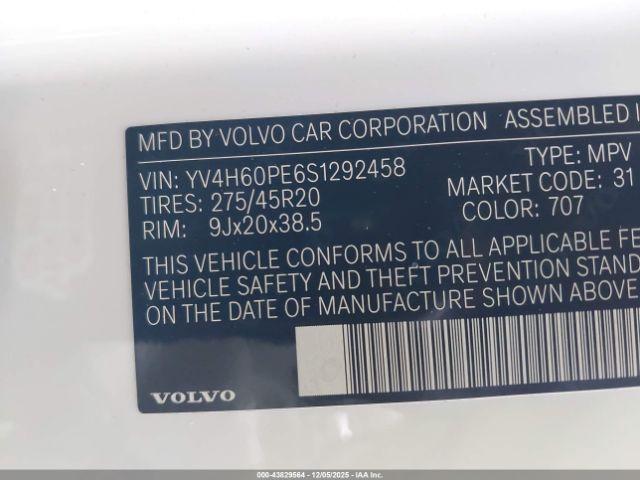 MFD BY VOLVO CAR CORPORATION ASSEMBLED I
VIN: YV4H60PE6S1292458 TYPE: MPV
TIRES: 275/45R20 MARKET CODE: 31
RIM: 9Jx20x38.5 COLOR: 707
THIS VEHICLE CONFORMS TO ALL APPLICABLE FE
VEHICLE SAFETY AND THEFT PREVENTION STAND
ON THE DATE OF MANUFACTURE SHOWN ABOVE
VOLVO
000-43829564 | 12/05/2025 | IAA Inc.